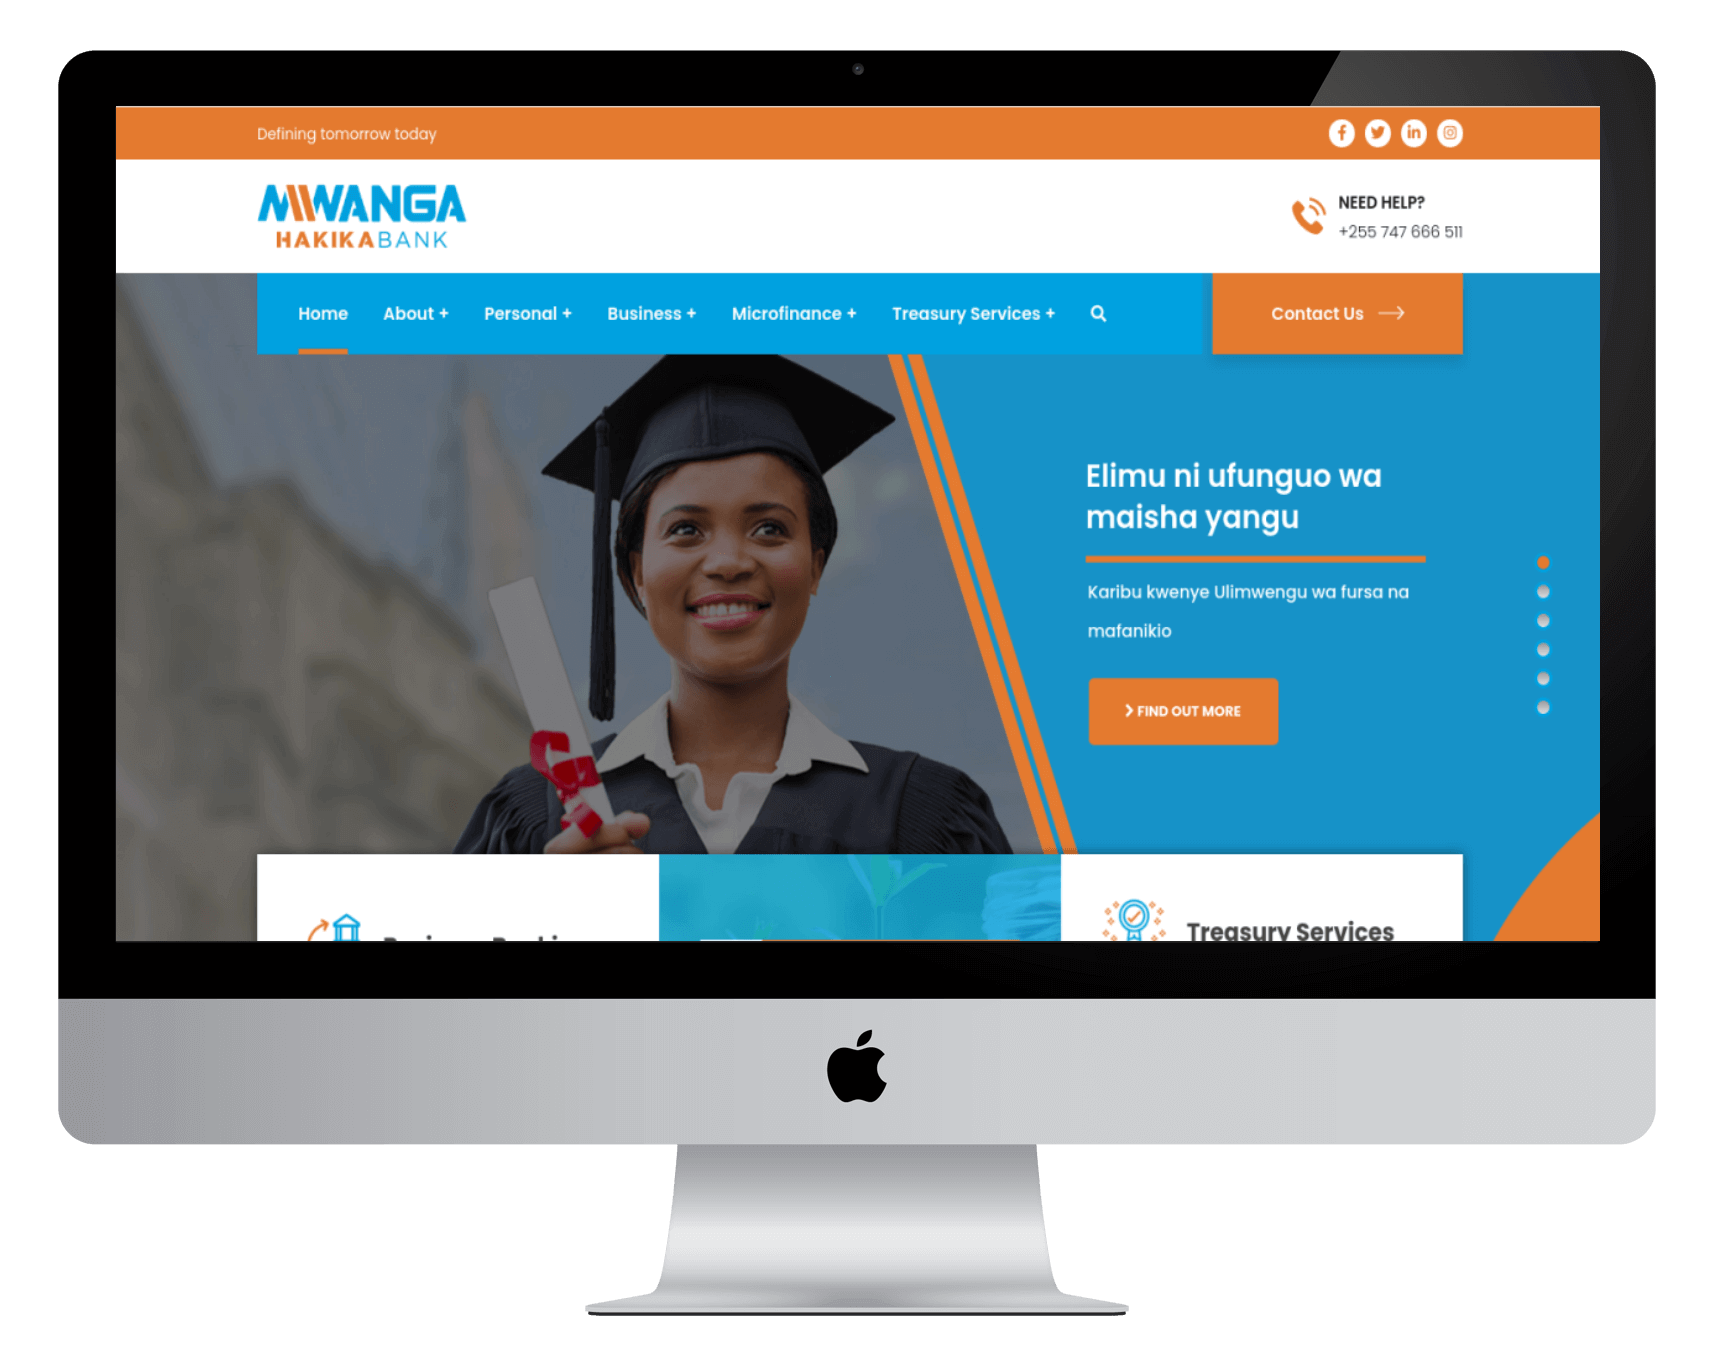 Defining tomorrow today
MWANGA
HAKIKABANK
NEED HELP?
+255 747 666 511
Home About + Personal + Business + Microfinance + Treasury Services + Contact Us
Elimu ni ufunguo wa
maisha yangu
Karibu kwenye Ulimwengu wa fursa na
mafanikio
FIND OUT MORE
Treasury Services